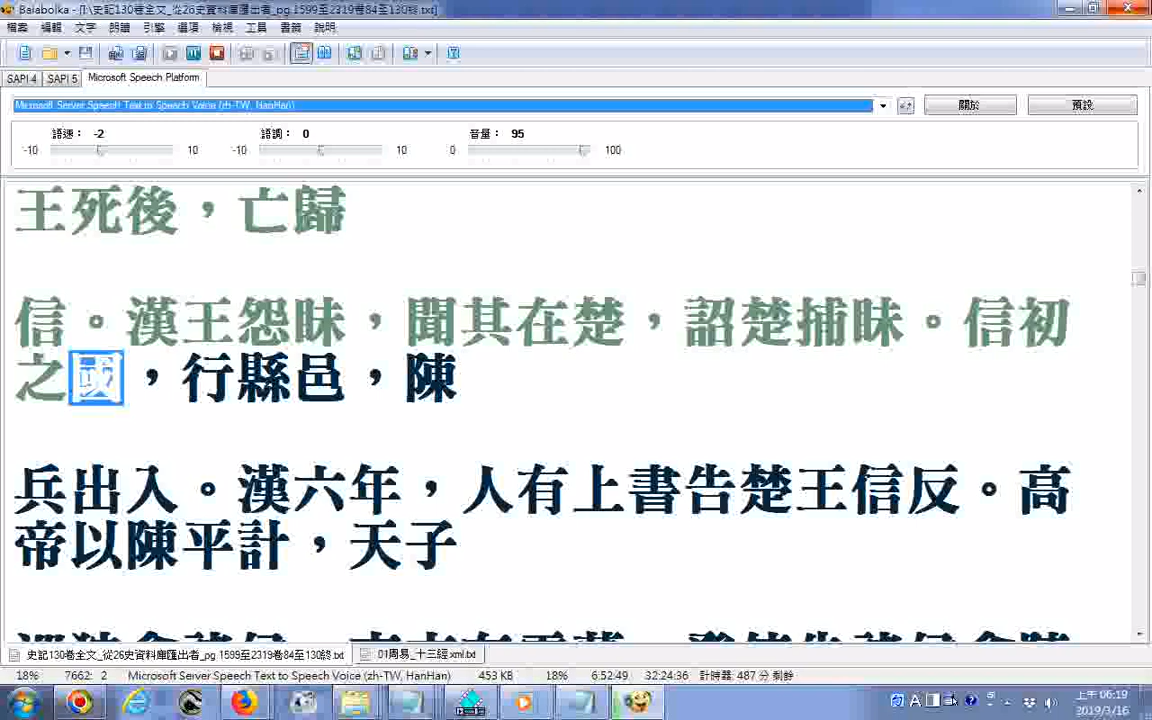 Balabolka - [I:\史記130卷全文_從26史資料庫匯出者_pg 1599至2319卷84至130終.txt]
檔案 編輯 文字 朗讀 引擎 選項 檢視 工具 書籤 說明
SAPI 4 SAPI 5 Microsoft Speech Platform
Microsoft Server Speech Text to Speech Voice (zh-TW, HanHan)
關於 預設
語速： -2 語調： 0 音量： 95
-10 10 -10 10 0 100
王死後，亡歸
信。漢王怨眛，聞其在楚，詔楚捕眛。信初
之國，行縣邑，陳
兵出入。漢六年，人有上書告楚王信反。高
帝以陳平計，天子
史記130卷全文_從26史資料庫匯出者_pg 1599至2319卷84至130終.txt 01周易_十三經xml.txt
18% 7662: 2 Microsoft Server Speech Text to Speech Voice (zh-TW, HanHan) 453 KB 18% 6:52:49 32:24:36 計時器: 487 分 剩餘
上午 06:19
2019/3/16